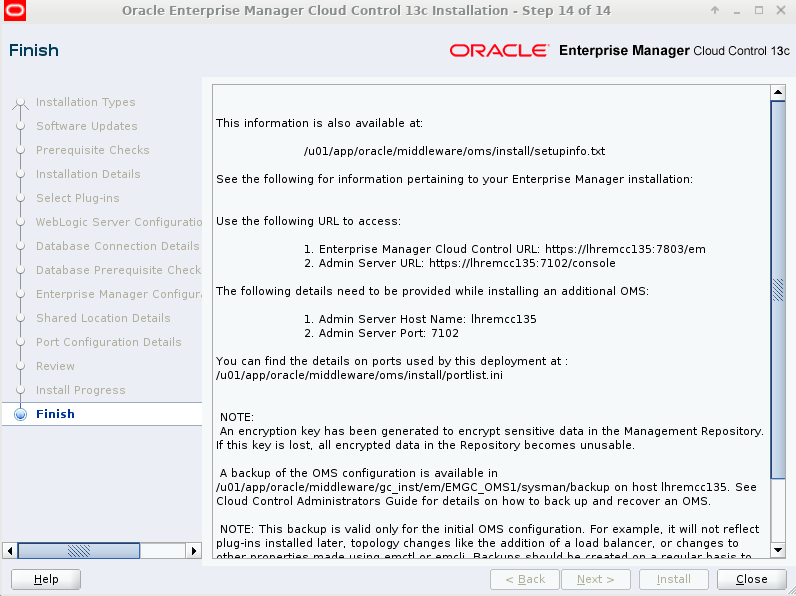 Oracle Enterprise Manager Cloud Control 13c Installation - Step 14 of 14
Finish
ORACLE Enterprise Manager Cloud Control 13c
Installation Types
Software Updates
Prerequisite Checks
Installation Details
Select Plug-ins
WebLogic Server Configuratio
Database Connection Details
Database Prerequisite Check
Enterprise Manager Configura
Shared Location Details
Port Configuration Details
Review
Install Progress
Finish
This information is also available at:
/u01/app/oracle/middleware/oms/install/setupinfo.txt
See the following for information pertaining to your Enterprise Manager installation:
Use the following URL to access:
1. Enterprise Manager Cloud Control URL: https://lhremcc135:7803/em
2. Admin Server URL: https://lhremcc135:7102/console
The following details need to be provided while installing an additional OMS:
1. Admin Server Host Name: lhremcc135
2. Admin Server Port: 7102
You can find the details on ports used by this deployment at :
/u01/app/oracle/middleware/oms/install/portlist.ini
NOTE:
An encryption key has been generated to encrypt sensitive data in the Management Repository.
If this key is lost, all encrypted data in the Repository becomes unusable.
A backup of the OMS configuration is available in
/u01/app/oracle/middleware/gc_inst/em/EMGC_OMS1/sysman/backup on host lhremcc135. See
Cloud Control Administrators Guide for details on how to back up and recover an OMS.
NOTE: This backup is valid only for the initial OMS configuration. For example, it will not reflect
plug-ins installed later, topology changes like the addition of a load balancer, or changes to
other properties made using emctl or emcli. Backups should be created on a regular basis to
Help
< Back
Next >
Install
Close